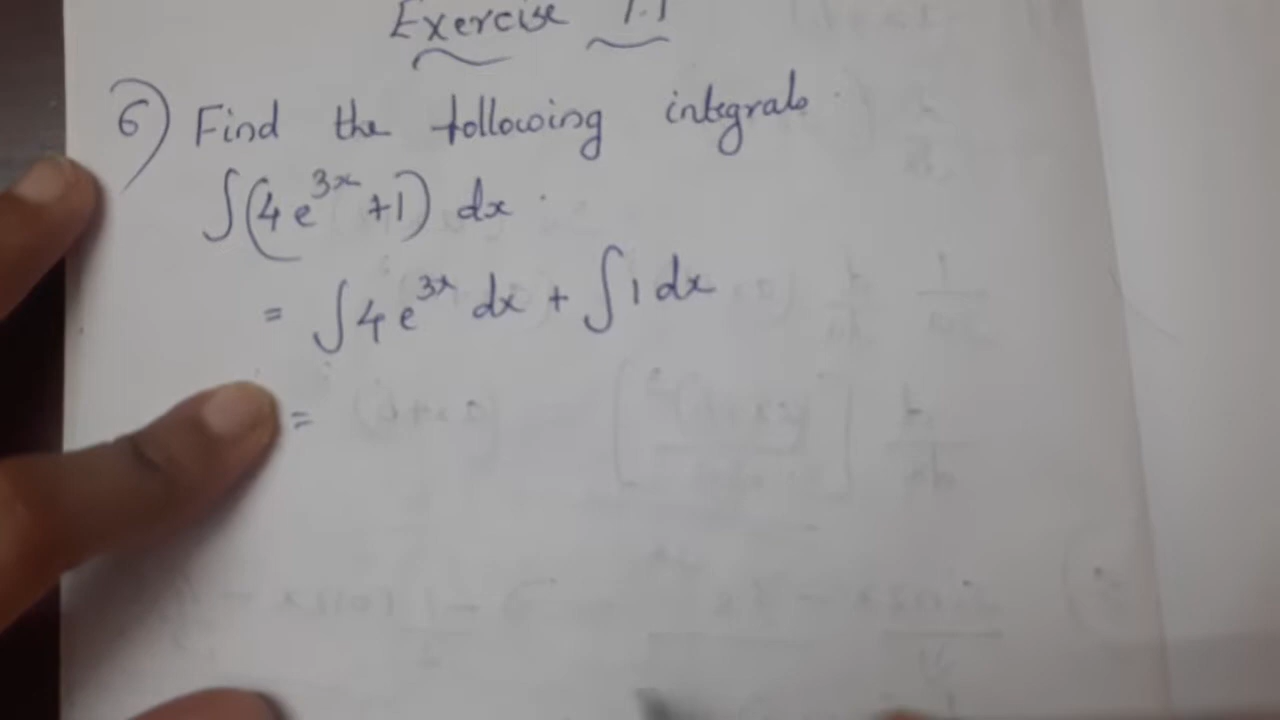 Exercise 7.1
6) Find the following integrals.
∫(4e^{3x}+1) dx.
= ∫4e^{3x} dx + ∫1 dx
=